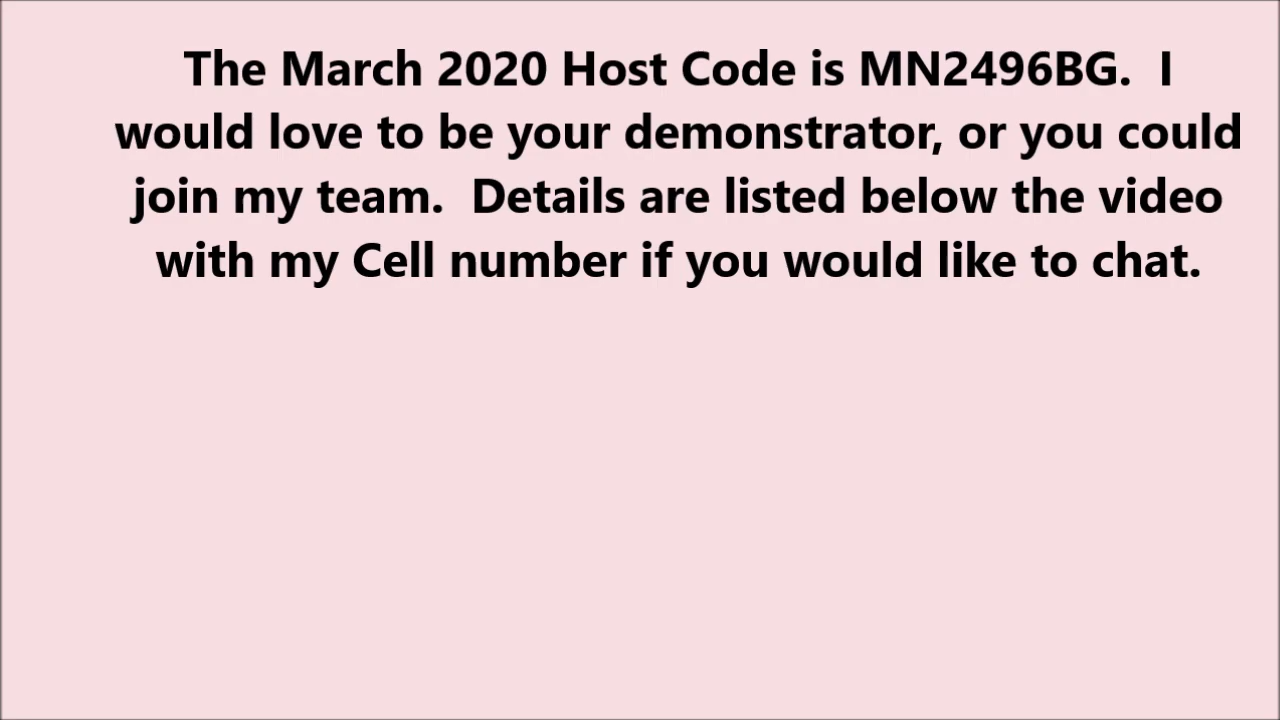 The March 2020 Host Code is MN2496BG.  I
would love to be your demonstrator, or you could
join my team.  Details are listed below the video
with my Cell number if you would like to chat.